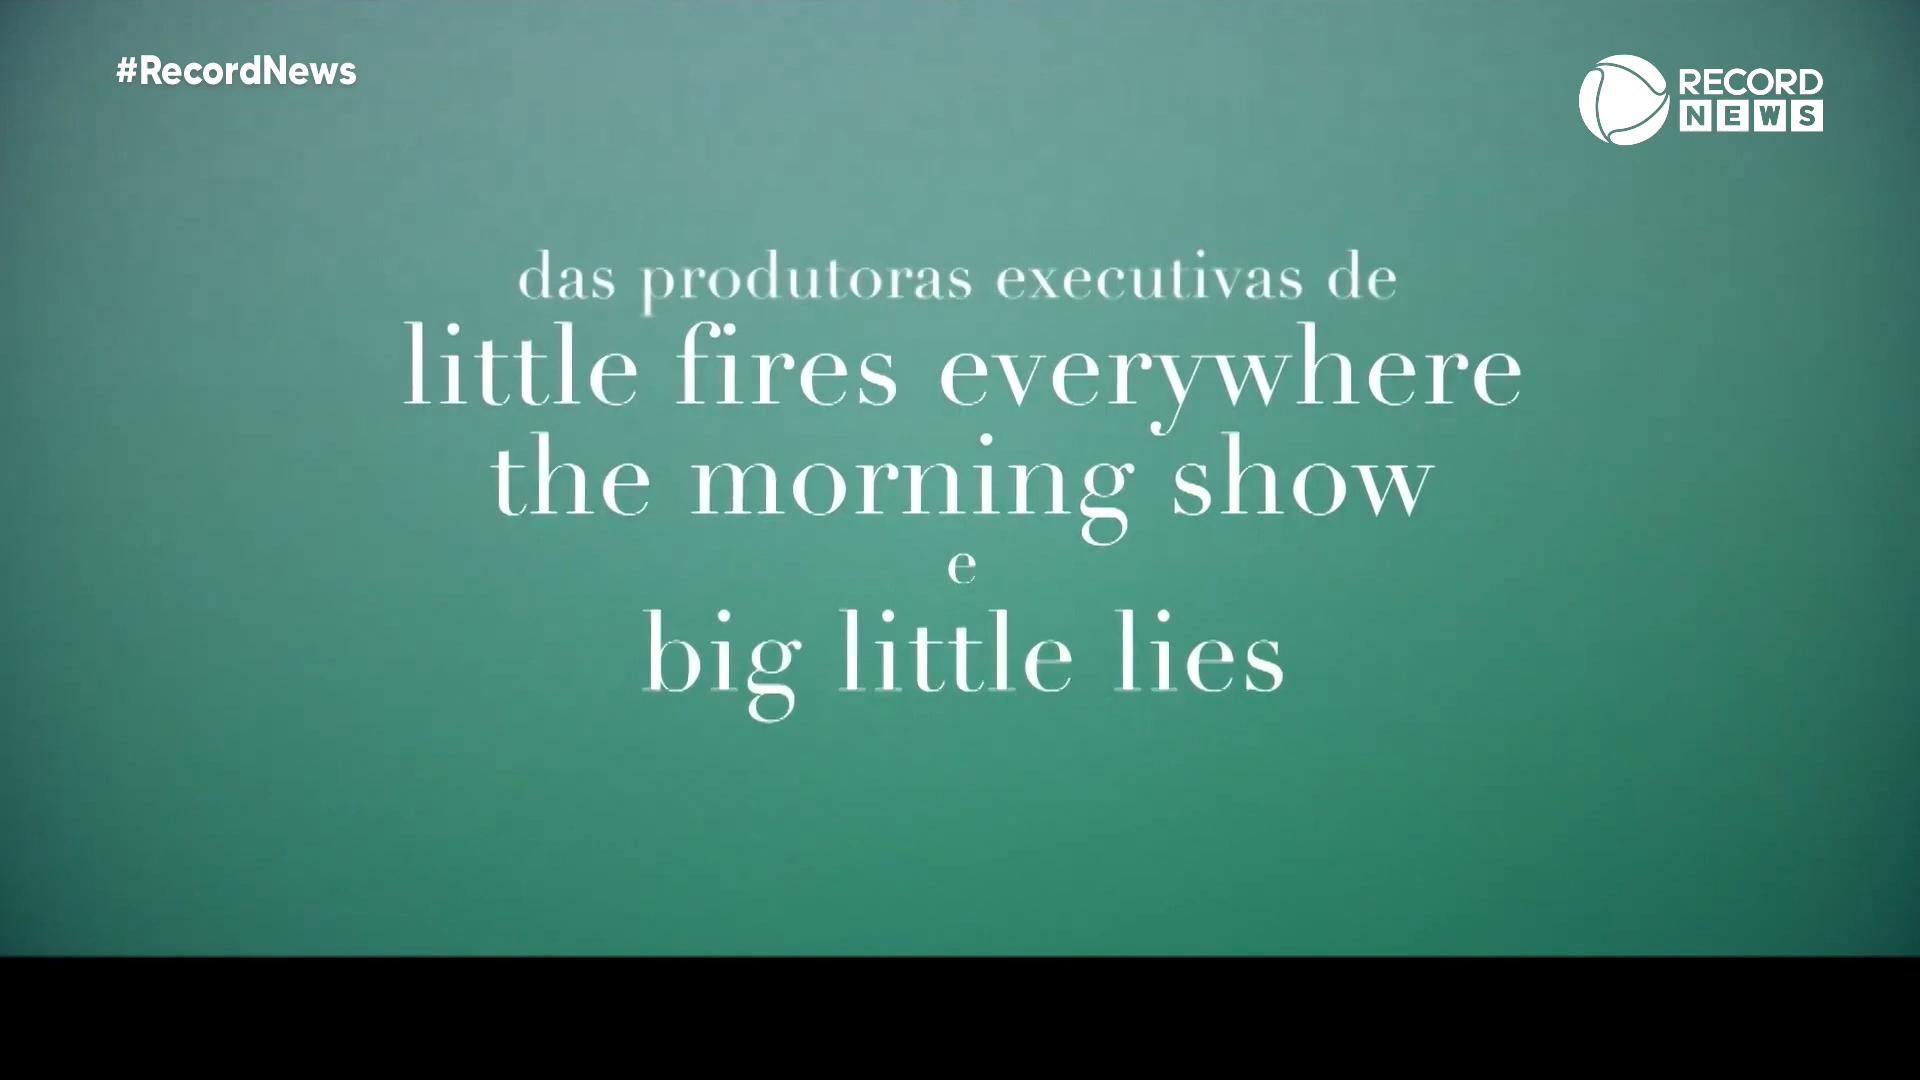 #RecordNews
RECORD
NEWS
das produtoras executivas de
little fires everywhere
the morning show
e
big little lies